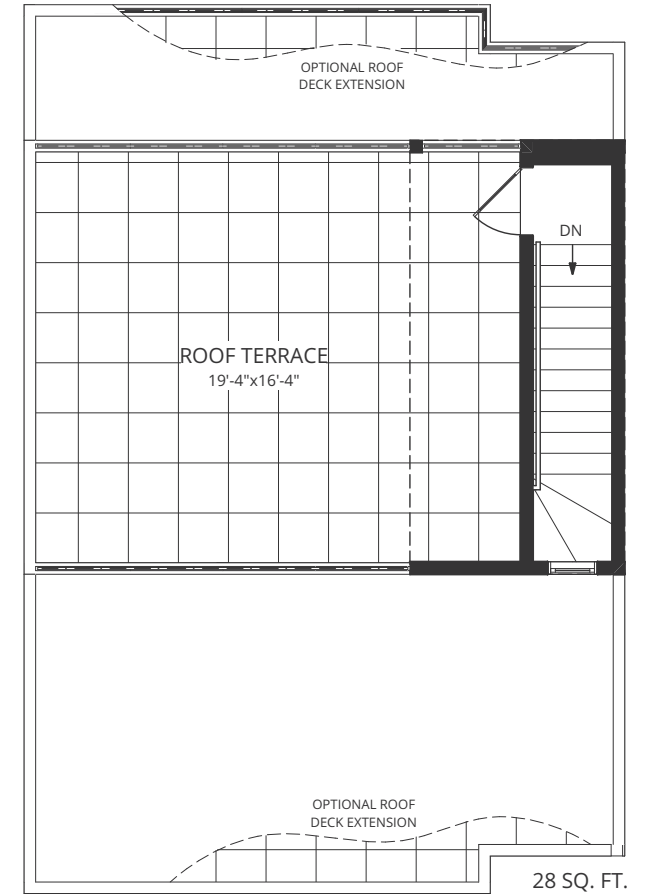 OPTIONAL ROOF
DECK EXTENSION
DN
ROOF TERRACE
19'-4"x16'-4"
OPTIONAL ROOF
DECK EXTENSION
28 SQ. FT.